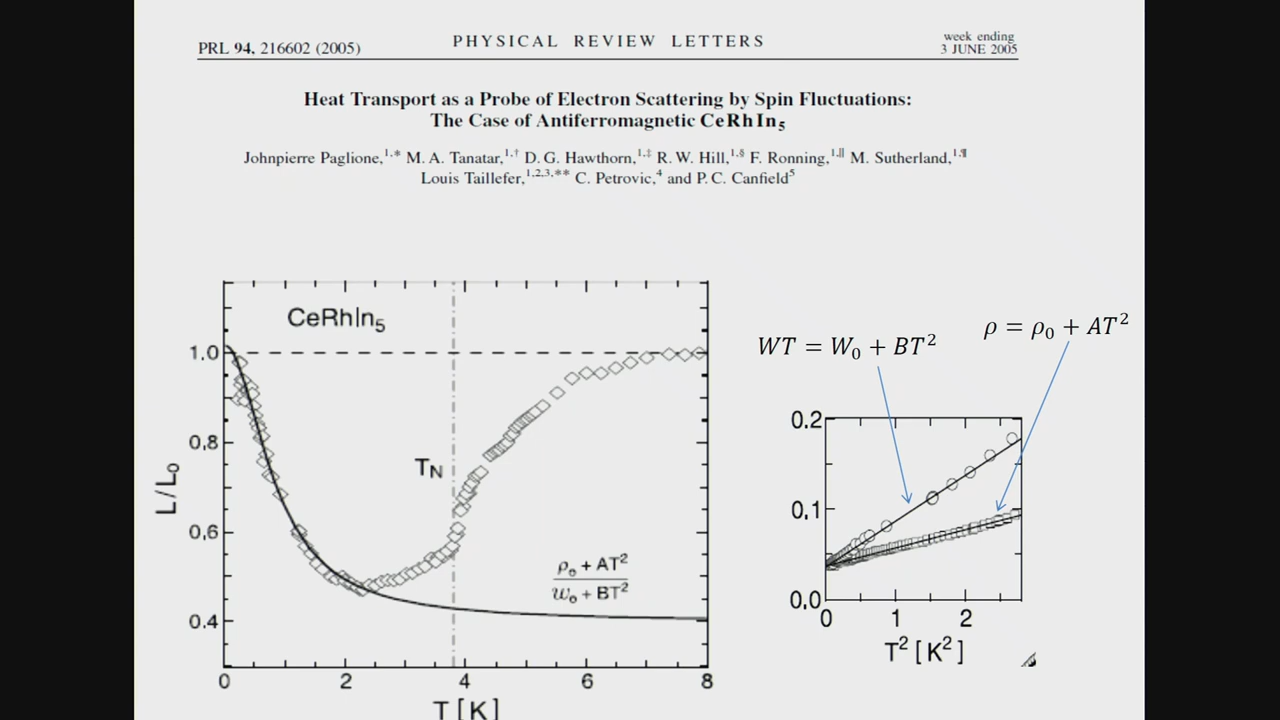 PRL 94, 216602 (2005)
PHYSICAL REVIEW LETTERS
week ending
3 JUNE 2005
Heat Transport as a Probe of Electron Scattering by Spin Fluctuations:
The Case of Antiferromagnetic CeRhIn₅
Johnpierre Paglione,¹,* M. A. Tanatar,¹,† D. G. Hawthorn,¹,‡ R. W. Hill,¹,§ F. Ronning,¹,‖ M. Sutherland,¹,¶
Louis Taillefer,¹,²,³,** C. Petrovic,⁴ and P. C. Canfield⁵
CeRhIn₅
1.0
0.8
0.6
0.4
L/L₀
T_N
ρ₀ + AT²
w₀ + BT²
0 2 4 6 8
T [K]
WT = W₀ + BT²
ρ = ρ₀ + AT²
0.2
0.1
0.0
0 1 2
T² [K²]